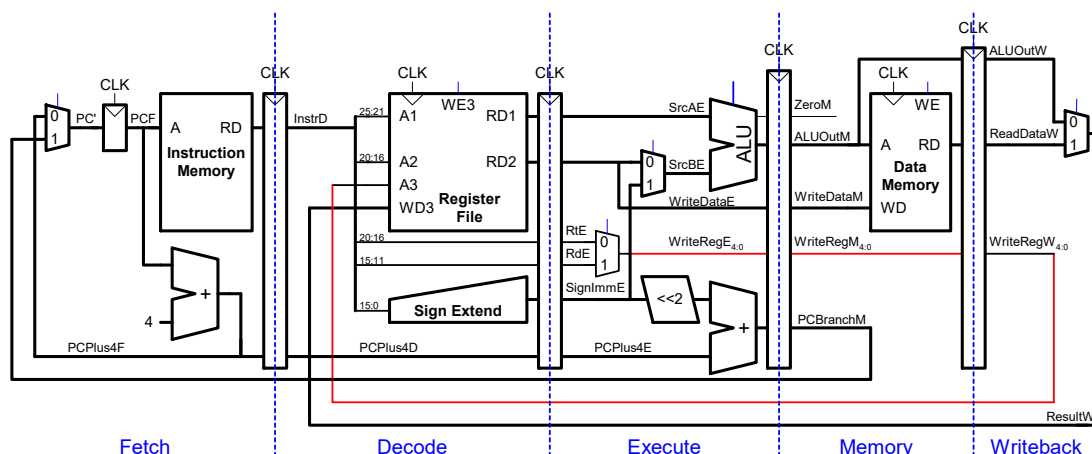 CLK
CLK
CLK
CLK
CLK
CLK
CLK
ALUOutW
0
1
PC'
PCF
A
RD
Instruction
Memory
InstrD
25:21
A1
WE3
RD1
20:16
A2
RD2
A3
WD3
Register
File
SrcAE
0
1
SrcBE
ALU
ZeroM
ALUOutM
WE
A
RD
Data
Memory
WD
ReadDataW
0
1
WriteDataE
WriteDataM
20:16
RtE
0
15:11
RdE
1
WriteRegE4:0
WriteRegM4:0
WriteRegW4:0
+
4
15:0
Sign Extend
SignImmE
<<2
+
PCBranchM
PCPlus4F
PCPlus4D
PCPlus4E
ResultW
Fetch
Decode
Execute
Memory
Writeback